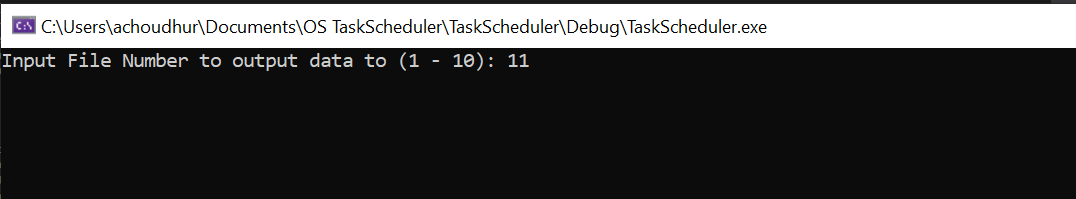 C:\Users\achoudhur\Documents\OS TaskScheduler\TaskScheduler\Debug\TaskScheduler.exe
Input File Number to output data to (1 - 10): 11